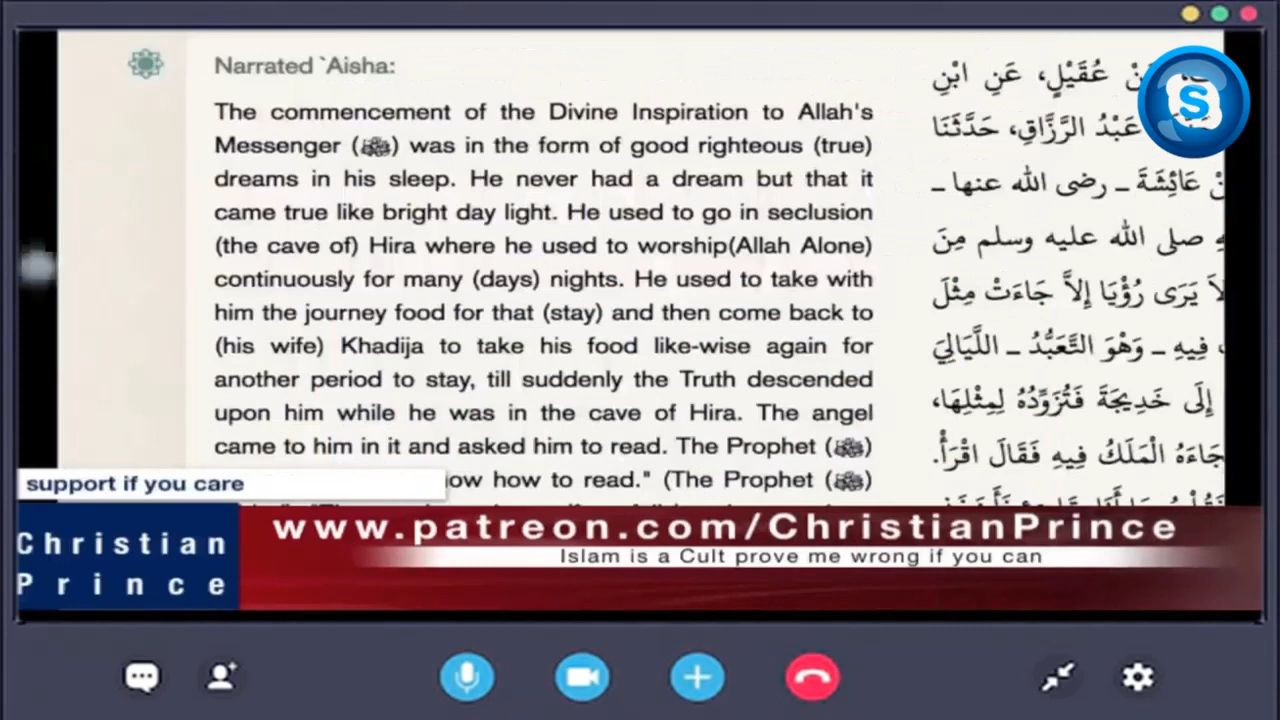 Narrated `Aisha:
The commencement of the Divine Inspiration to Allah's
Messenger (ﷺ) was in the form of good righteous (true)
dreams in his sleep. He never had a dream but that it
came true like bright day light. He used to go in seclusion
(the cave of) Hira where he used to worship(Allah Alone)
continuously for many (days) nights. He used to take with
him the journey food for that (stay) and then come back to
(his wife) Khadija to take his food like-wise again for
another period to stay, till suddenly the Truth descended
upon him while he was in the cave of Hira. The angel
came to him in it and asked him to read. The Prophet (ﷺ)
how to read." (The Prophet (ﷺ)
عُقَيْلٍ، عَنِ ابْنِ
عَبْدُ الرَّزَّاقِ، حَدَّثَنَا
عَائِشَةَ ـ رضى الله عنها ـ
صلى الله عليه وسلم مِنَ
يَرَى رُؤْيَا إِلاَّ جَاءَتْ مِثْلَ
فِيهِ ـ وَهْوَ التَّعَبُّدُ ـ اللَّيَالِيَ
إِلَى خَدِيجَةَ فَتُزَوِّدُهُ لِمِثْلِهَا،
الْمَلَكُ فِيهِ فَقَالَ اقْرَأْ‏.‏
S
support if you care
Christian
Prince
www.patreon.com/ChristianPrince
Islam is a Cult prove me wrong if you can